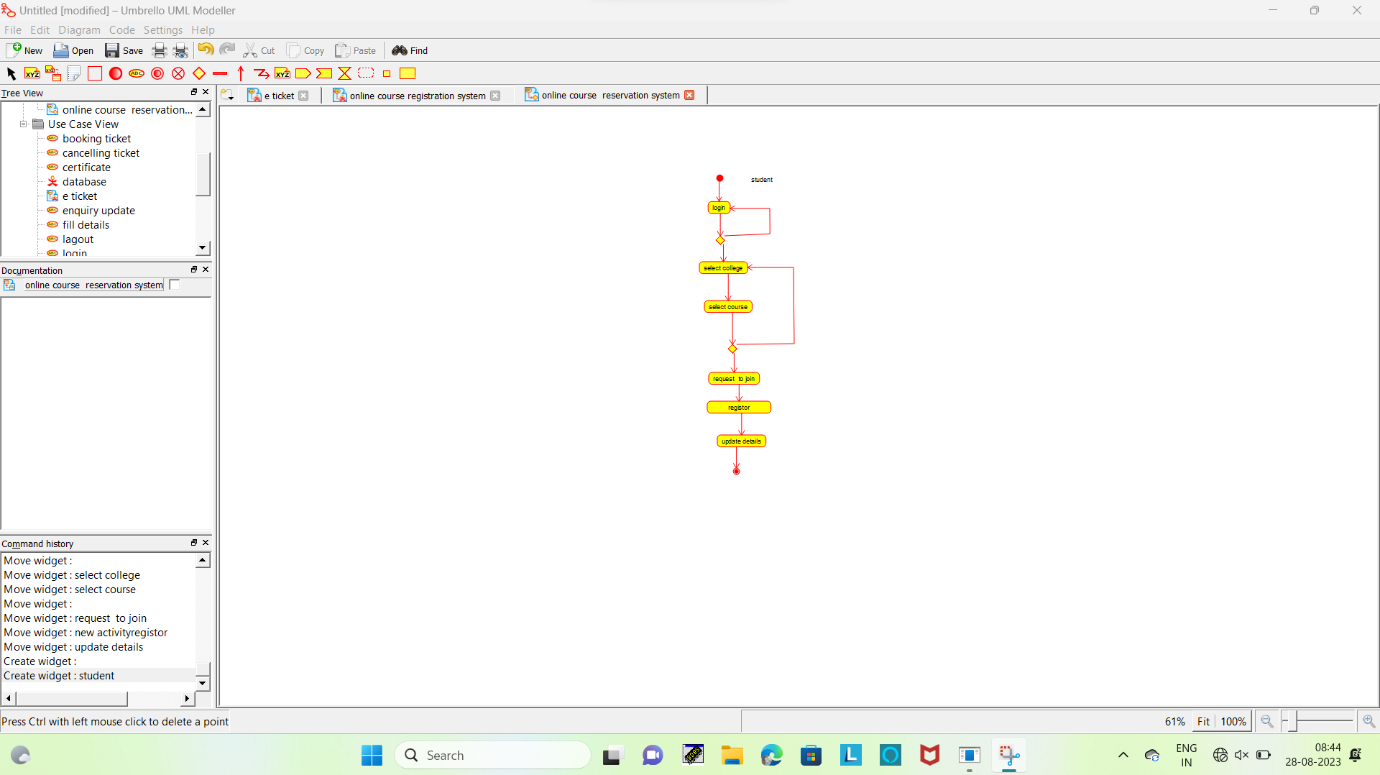 Untitled [modified] – Umbrello UML Modeller
File Edit Diagram Code Settings Help
New Open Save Cut Copy Paste Find
Tree View
e ticket
online course registration system
online course  reservation system
online course  reservation...
Use Case View
booking ticket
cancelling ticket
certificate
database
e ticket
enquiry update
fill details
lagout
login
Documentation
online course  reservation system
student
login
select college
select course
request  to join
registor
update details
Command history
Move widget :
Move widget : select college
Move widget : select course
Move widget :
Move widget : request  to join
Move widget : new activityregistor
Move widget : update details
Create widget :
Create widget : student
Press Ctrl with left mouse click to delete a point
61% Fit 100%
Search
ENG
IN
08:44
28-08-2023